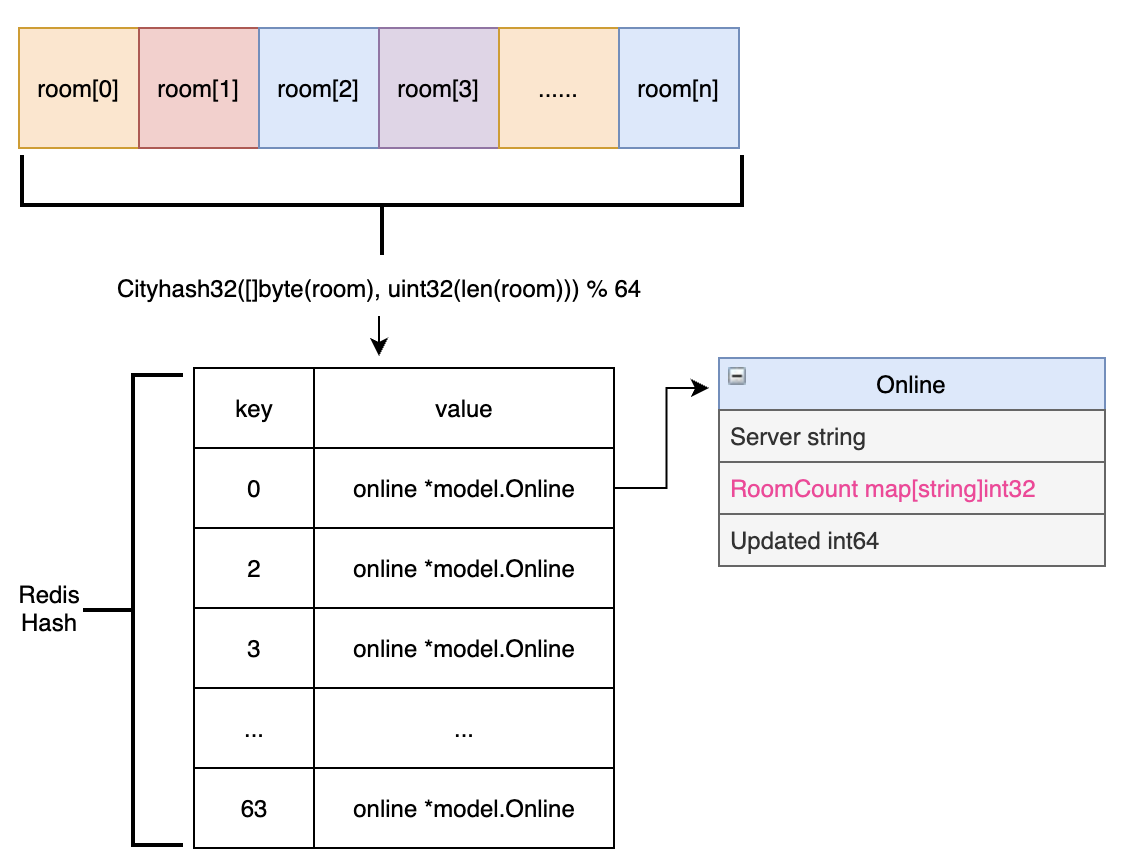 room[0] room[1] room[2] room[3] ...... room[n]
Cityhash32([]byte(room), uint32(len(room))) % 64
key value
0 online *model.Online
2 online *model.Online
3 online *model.Online
... ...
63 online *model.Online
Redis
Hash
Online
Server string
RoomCount map[string]int32
Updated int64